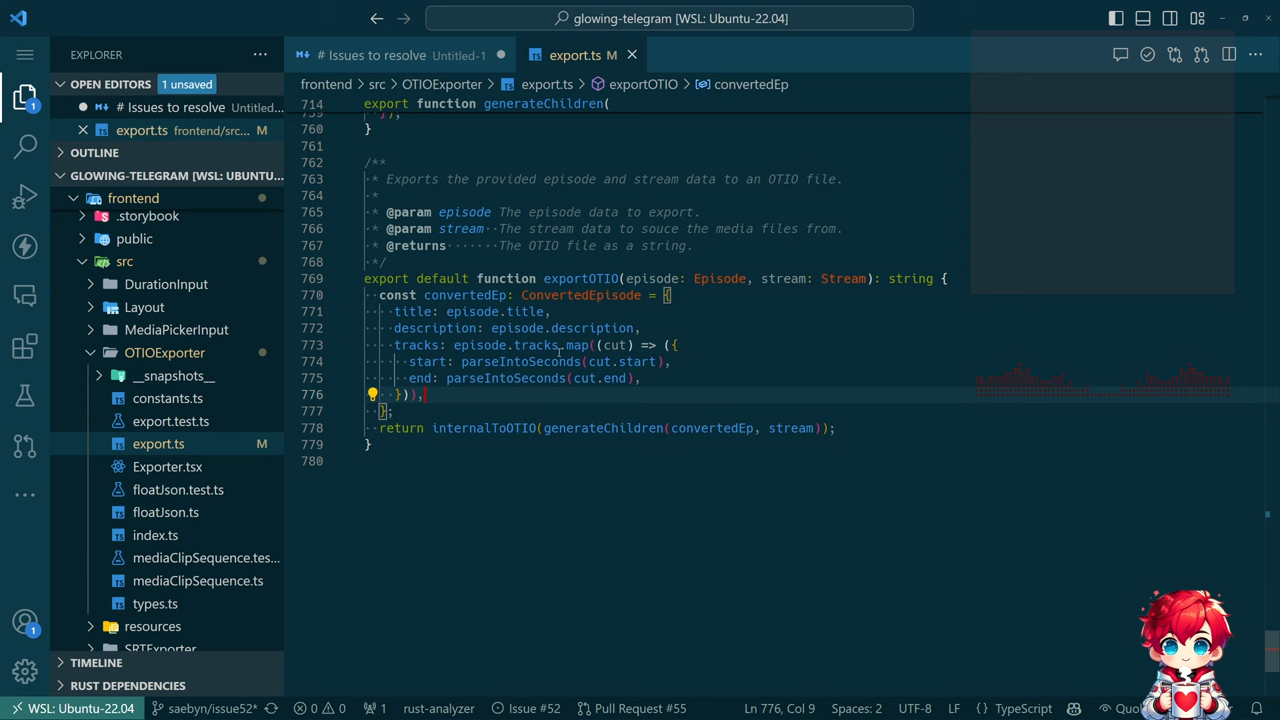 glowing-telegram [WSL: Ubuntu-22.04]
EXPLORER
OPEN EDITORS 1 unsaved
# Issues to resolve Untitled...
export.ts frontend/src... M
OUTLINE
GLOWING-TELEGRAM [WSL: UBUNTU...
frontend
.storybook
public
src
DurationInput
Layout
MediaPickerInput
OTIOExporter
__snapshots__
constants.ts
export.test.ts
export.ts M
Exporter.tsx
floatJson.test.ts
floatJson.ts
index.ts
mediaClipSequence.tes...
mediaClipSequence.ts
types.ts
resources
SRTExporter
TIMELINE
RUST DEPENDENCIES
1
1
# Issues to resolve Untitled-1
export.ts M
frontend > src > OTIOExporter > export.ts > exportOTIO > convertedEp
714 export function generateChildren(
759 ]);
760 }
761
762 /**
763 * Exports the provided episode and stream data to an OTIO file.
764 *
765 * @param episode The episode data to export.
766 * @param stream The stream data to souce the media files from.
767 * @returns The OTIO file as a string.
768 */
769 export default function exportOTIO(episode: Episode, stream: Stream): string {
770 const convertedEp: ConvertedEpisode = {
771 title: episode.title,
772 description: episode.description,
773 tracks: episode.tracks.map((cut) => ({
774 start: parseIntoSeconds(cut.start),
775 end: parseIntoSeconds(cut.end),
776 })),
777 };
778 return internalToOTIO(generateChildren(convertedEp, stream));
779 }
780
WSL: Ubuntu-22.04 saebyn/issue52* 0 0 1 rust-analyzer Issue #52 Pull Request #55 Ln 776, Col 9 Spaces: 2 UTF-8 LF {} TypeScript